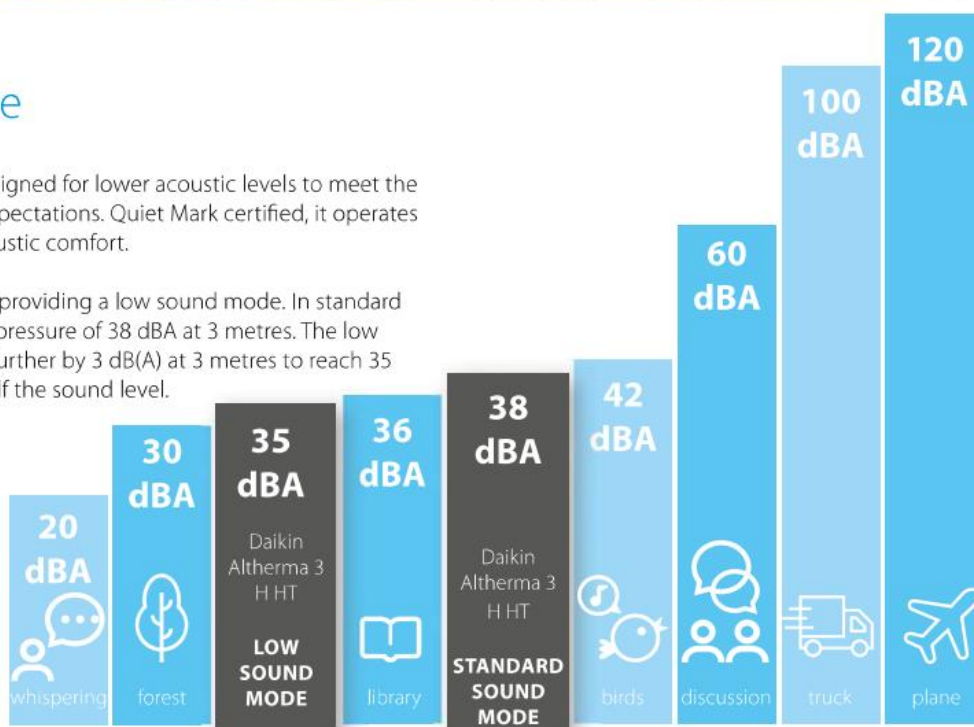 e
igned for lower acoustic levels to meet the
pectations. Quiet Mark certified, it operates
ustic comfort.
providing a low sound mode. In standard
pressure of 38 dBA at 3 metres. The low
urther by 3 dB(A) at 3 metres to reach 35
lf the sound level.
20
dBA
whispering
30
dBA
forest
35
dBA
Daikin
Altherma 3
H HT
LOW
SOUND
MODE
36
dBA
library
38
dBA
Daikin
Altherma 3
H HT
STANDARD
SOUND
MODE
42
dBA
birds
60
dBA
discussion
100
dBA
truck
120
dBA
plane